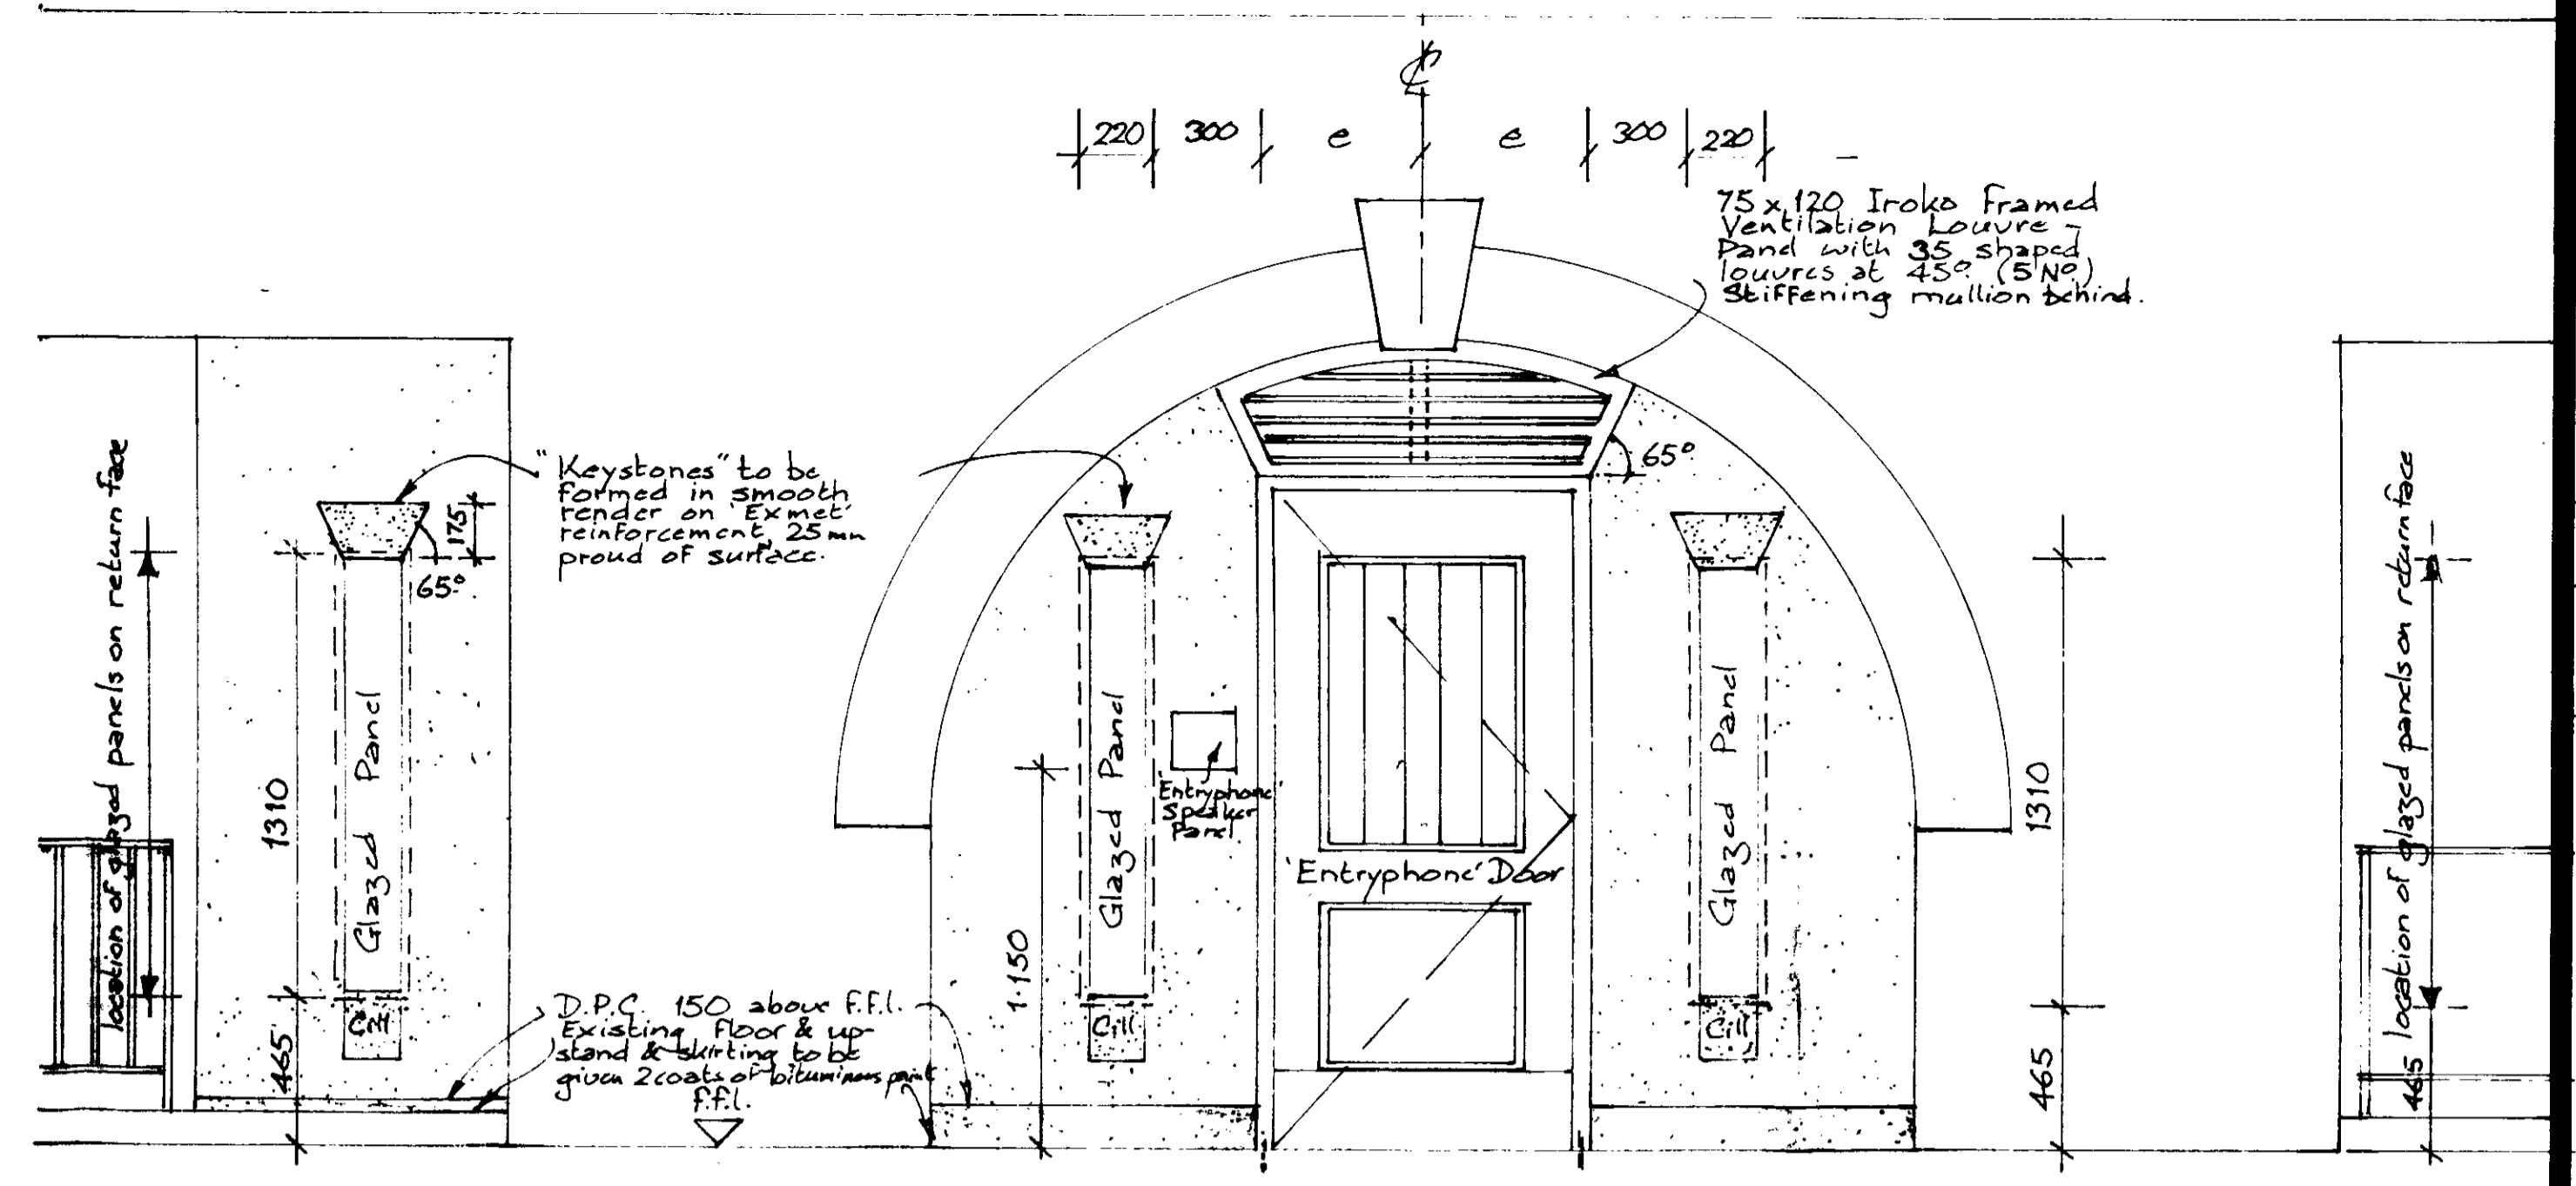 ℄
220 300 e e 300 220
75 x 120 Iroko Framed
Ventilation Louvre -
Panel with 35 shaped
louvres at 45° (5 Nº)
Stiffening mullion behind.
65°
"Keystones" to be
formed in smooth
render on 'Exmet'
reinforcement, 25mm
proud of surface.
175
65°
location of glazed panels on return face
1310
465
Glazed Panel
Cill
D.P.C. 150 above f.f.l.
Existing Floor & up-
stand & skirting to be
given 2 coats of bituminous paint
f.f.l.
1·150
Glazed Panel
Cill
'Entryphone'
Speaker
Panel
'Entryphone' Door
Glazed Panel
Cill
1310
465
location of glazed panels on return face
465